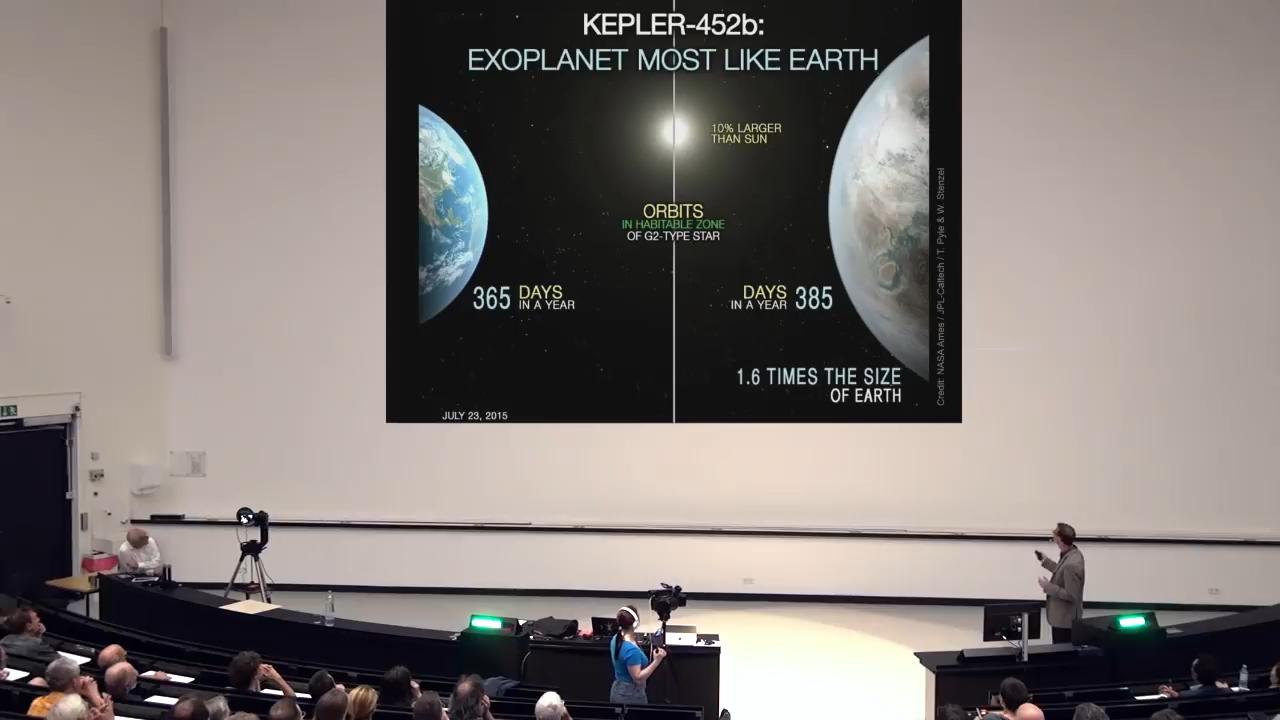 KEPLER-452b:
EXOPLANET MOST LIKE EARTH
10% LARGER
THAN SUN
ORBITS
IN HABITABLE ZONE
OF G2-TYPE STAR
365 DAYS
IN A YEAR
DAYS 385
IN A YEAR
1.6 TIMES THE SIZE
OF EARTH
JULY 23, 2015
Credit: NASA Ames / JPL-Caltech / T. Pyle & W. Stenzel